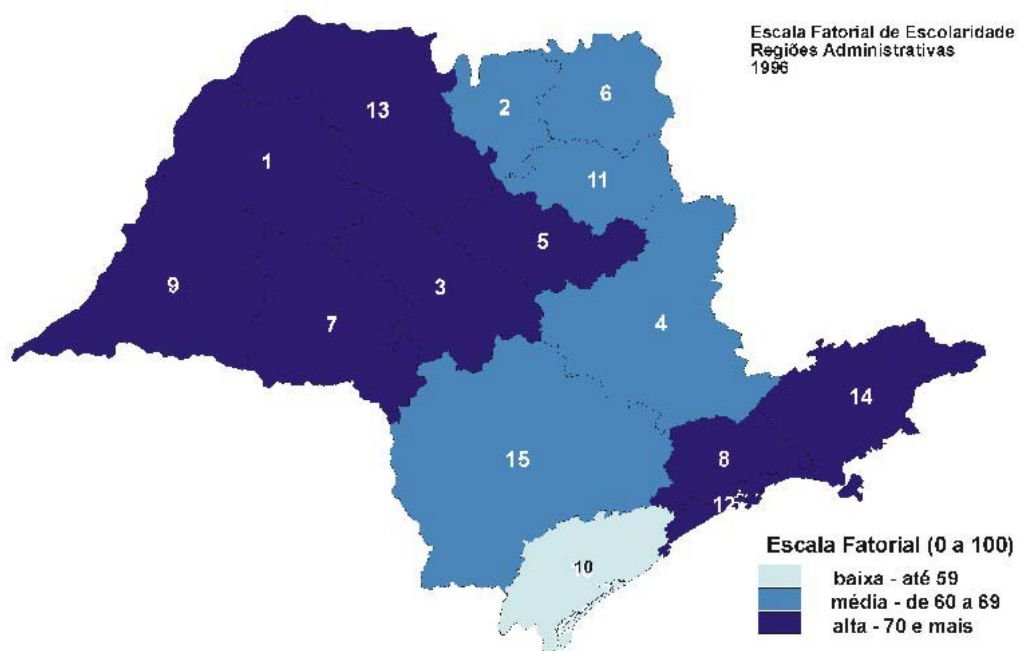 Escala Fatorial de Escolaridade
Regiões Administrativas
1996
13
2
6
1
11
5
9
3
7
4
14
15
8
12
10
Escala Fatorial (0 a 100)
baixa - até 59
média - de 60 a 69
alta - 70 e mais